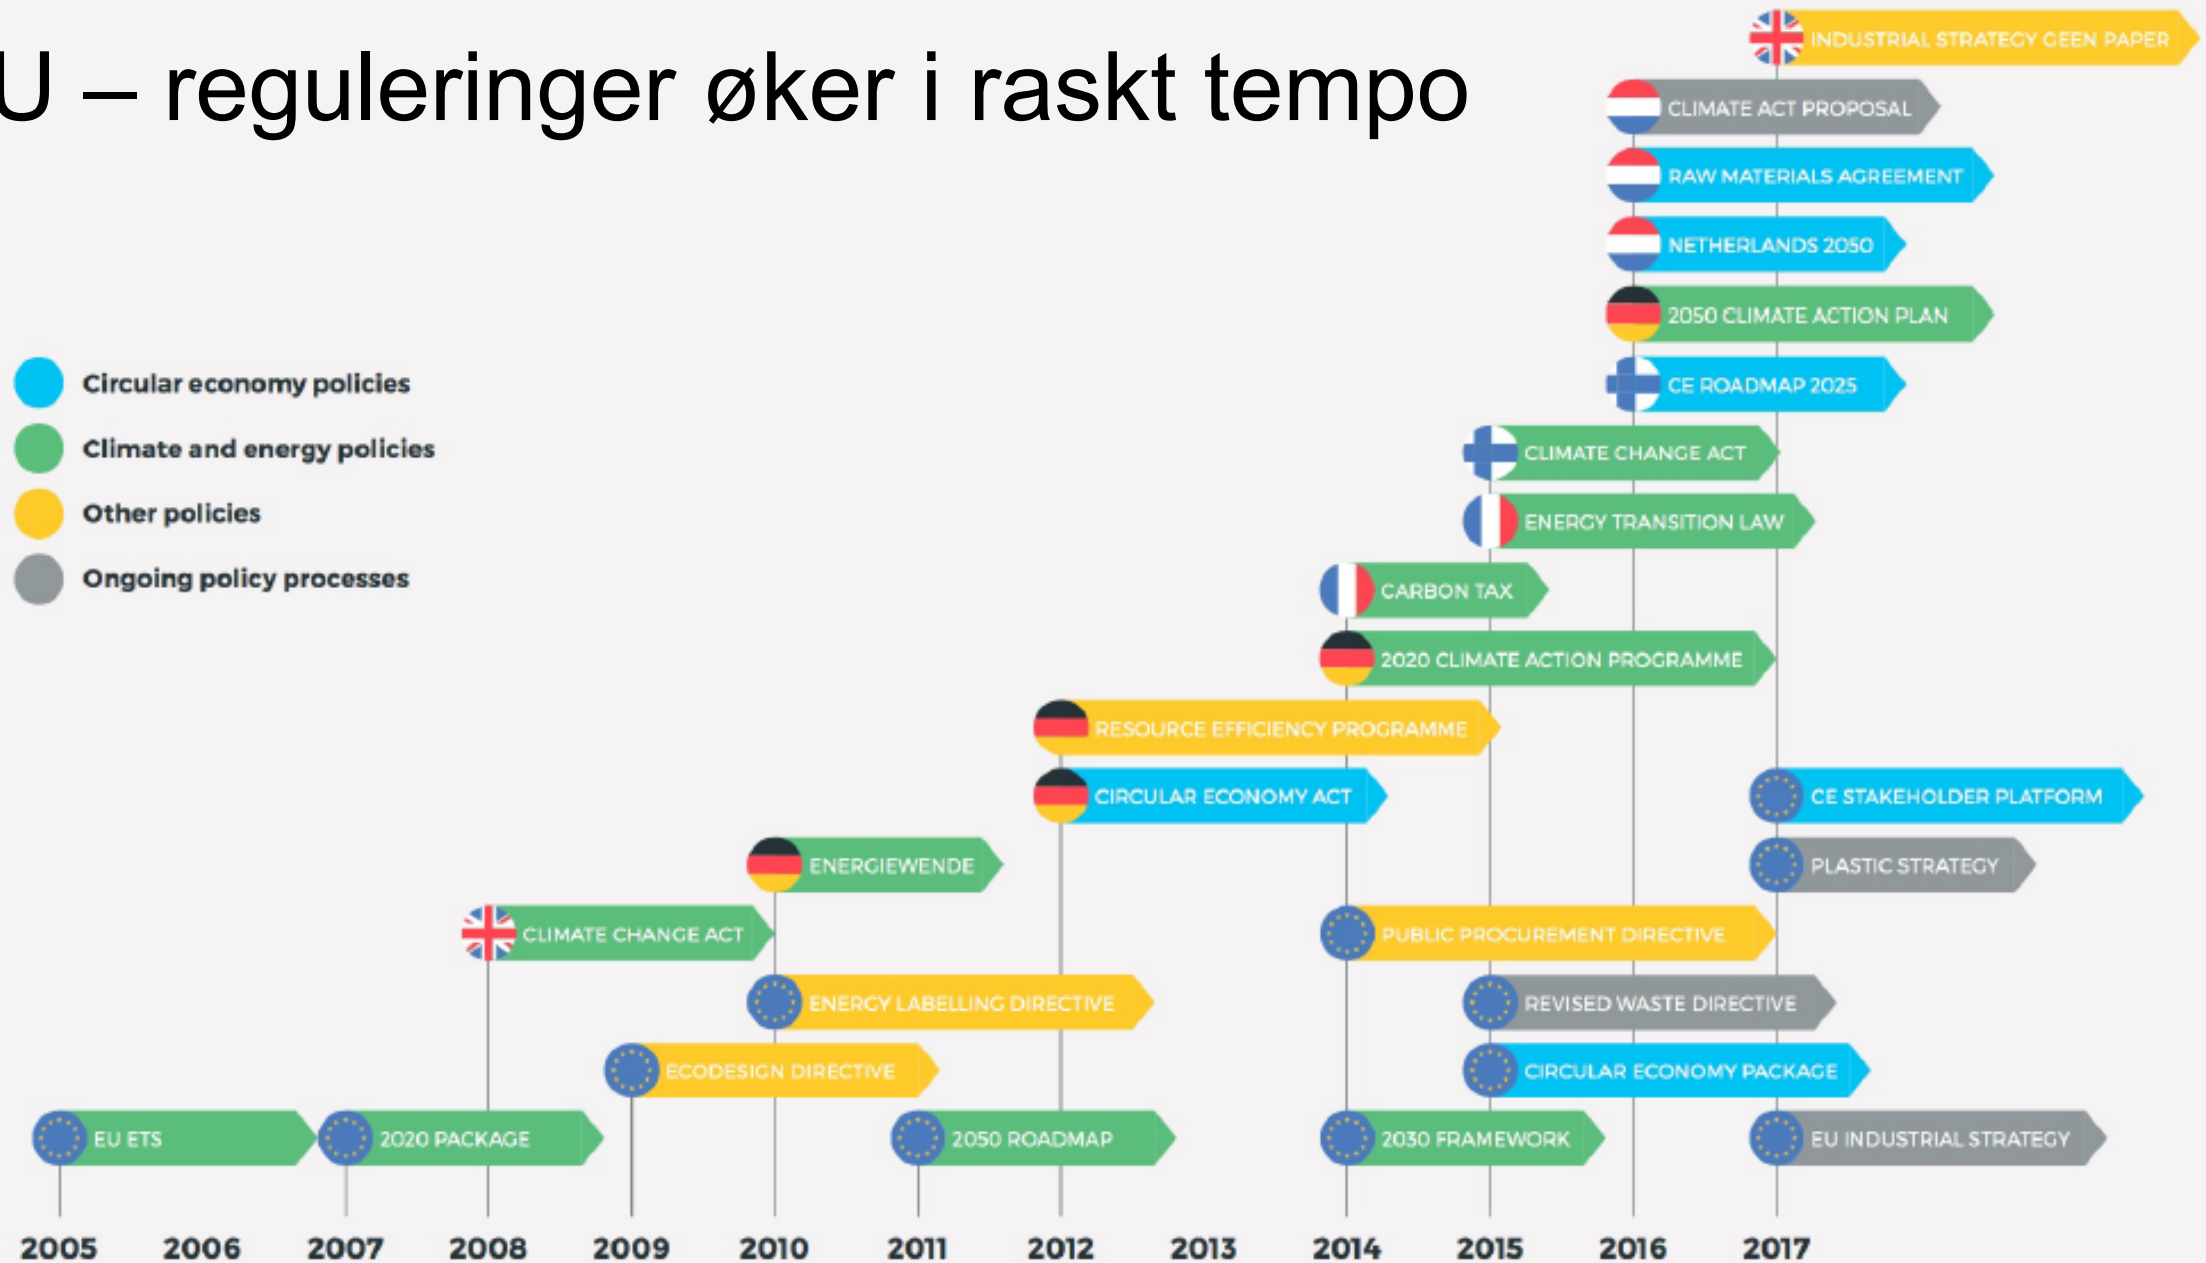 U – reguleringer øker i raskt tempo
INDUSTRIAL STRATEGY GEEN PAPER
CLIMATE ACT PROPOSAL
RAW MATERIALS AGREEMENT
NETHERLANDS 2050
2050 CLIMATE ACTION PLAN
Circular economy policies
CE ROADMAP 2025
Climate and energy policies
CLIMATE CHANGE ACT
Other policies
ENERGY TRANSITION LAW
Ongoing policy processes
CARBON TAX
2020 CLIMATE ACTION PROGRAMME
RESOURCE EFFICIENCY PROGRAMME
CIRCULAR ECONOMY ACT
CE STAKEHOLDER PLATFORM
ENERGIEWENDE
PLASTIC STRATEGY
CLIMATE CHANGE ACT
PUBLIC PROCUREMENT DIRECTIVE
ENERGY LABELLING DIRECTIVE
REVISED WASTE DIRECTIVE
ECODESIGN DIRECTIVE
CIRCULAR ECONOMY PACKAGE
EU ETS
2020 PACKAGE
2050 ROADMAP
2030 FRAMEWORK
EU INDUSTRIAL STRATEGY
2005 2006 2007 2008 2009 2010 2011 2012 2013 2014 2015 2016 2017